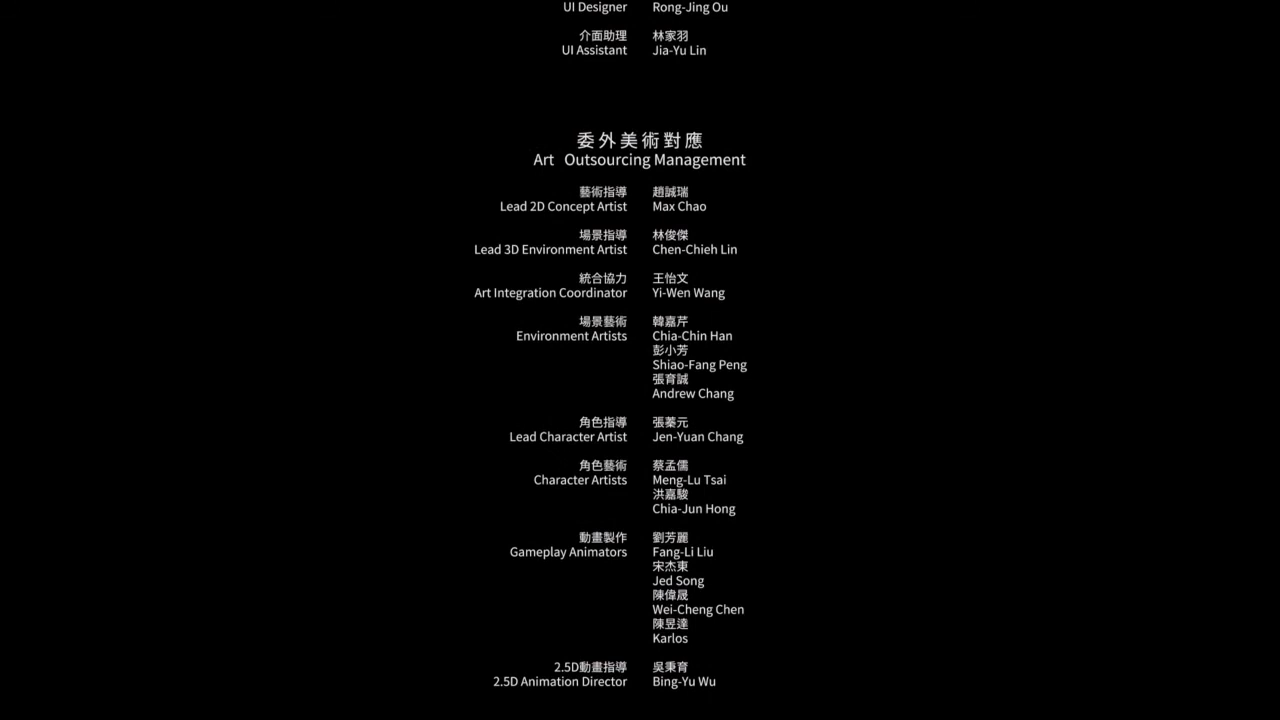 UI Designer Rong-Jing Ou
介面助理 林家羽
UI Assistant Jia-Yu Lin
委外美術對應
Art Outsourcing Management
藝術指導 趙誠瑞
Lead 2D Concept Artist Max Chao
場景指導 林俊傑
Lead 3D Environment Artist Chen-Chieh Lin
統合協力 王怡文
Art Integration Coordinator Yi-Wen Wang
場景藝術 韓嘉芹
Environment Artists Chia-Chin Han
彭小芳
Shiao-Fang Peng
張育誠
Andrew Chang
角色指導 張蓁元
Lead Character Artist Jen-Yuan Chang
角色藝術 蔡孟儒
Character Artists Meng-Lu Tsai
洪嘉駿
Chia-Jun Hong
動畫製作 劉芳麗
Gameplay Animators Fang-Li Liu
宋杰東
Jed Song
陳偉晟
Wei-Cheng Chen
陳昱達
Karlos
2.5D動畫指導 吳秉育
2.5D Animation Director Bing-Yu Wu